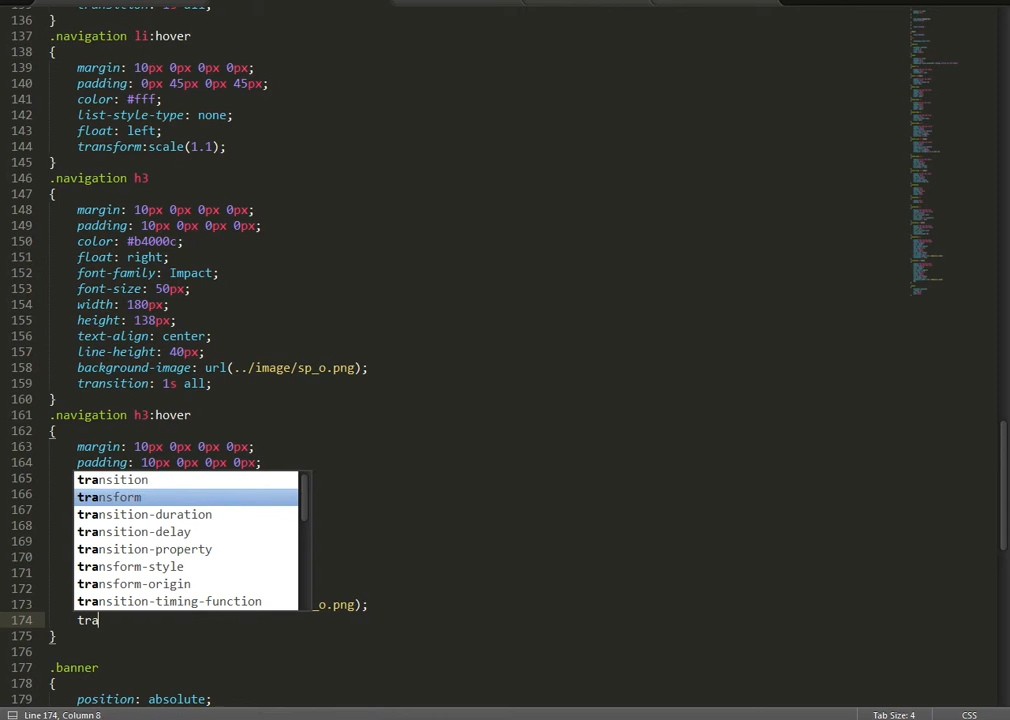 136 }
137 .navigation li:hover
138 {
139 margin: 10px 0px 0px 0px;
140 padding: 0px 45px 0px 45px;
141 color: #fff;
142 list-style-type: none;
143 float: left;
144 transform:scale(1.1);
145 }
146 .navigation h3
147 {
148 margin: 10px 0px 0px 0px;
149 padding: 10px 0px 0px 0px;
150 color: #b4000c;
151 float: right;
152 font-family: Impact;
153 font-size: 50px;
154 width: 180px;
155 height: 138px;
156 text-align: center;
157 line-height: 40px;
158 background-image: url(../image/sp_o.png);
159 transition: 1s all;
160 }
161 .navigation h3:hover
162 {
163 margin: 10px 0px 0px 0px;
164 padding: 10px 0px 0px 0px;
165 transition
166 transform
167 transition-duration
168 transition-delay
169 transition-property
170 transform-style
171 transform-origin
172 transition-timing-function
173 _o.png);
174 tra
175 }
176
177 .banner
178 {
179 position: absolute;
Line 174, Column 8
Tab Size: 4
CSS